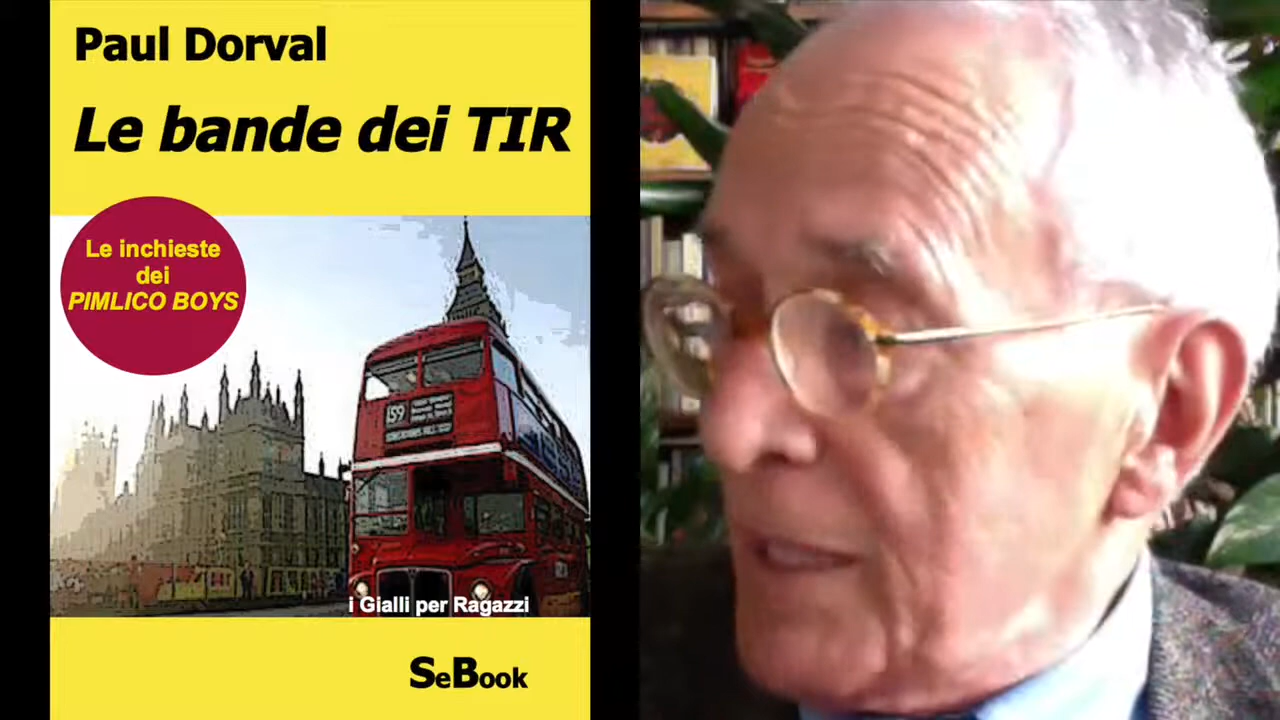 Paul Dorval
Le bande dei TIR
Le inchieste
dei
PIMLICO BOYS
159
i Gialli per Ragazzi
SeBook